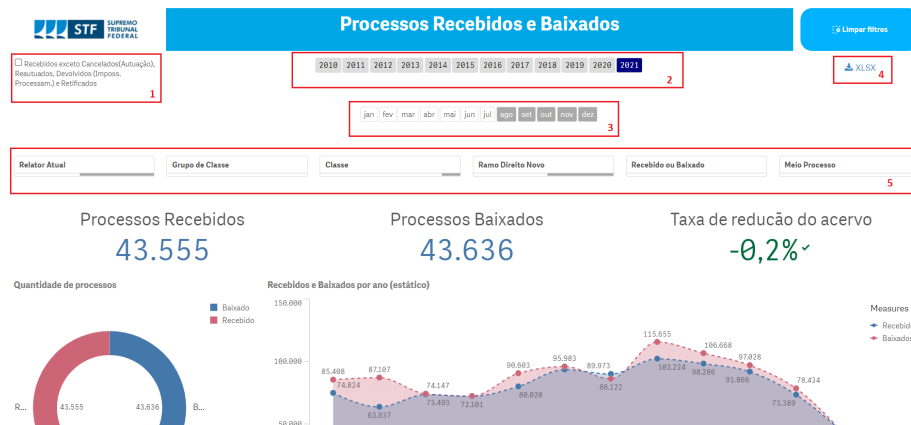 STF SUPREMO TRIBUNAL FEDERAL
Processos Recebidos e Baixados
Limpar filtros
Recebidos exceto Cancelados(Autuação),
Reautuados, Devolvidos (Imposs.
Processam.) e Retificados
1
2010 2011 2012 2013 2014 2015 2016 2017 2018 2019 2020 2021
2
XLSX
4
jan fev mar abr mai jun jul ago set out nov dez
3
Relator Atual Grupo de Classe Classe Ramo Direito Novo Recebido ou Baixado Meio Processo
5
Processos Recebidos Processos Baixados Taxa de redução do acervo
43.555 43.636 -0,2%
Quantidade de processos
Baixado
Recebido
R... 43.555 43.636 B...
Recebidos e Baixados por ano (estático)
150.000
100.000
50.000
85.408 87.107 74.147 90.603 95.983 89.973 115.655 106.668 97.028 78.434
74.824 63.637 73.493 72.101 80.020 86.122 102.224 98.286 91.866 73.389
Measures
Recebid
Baixados